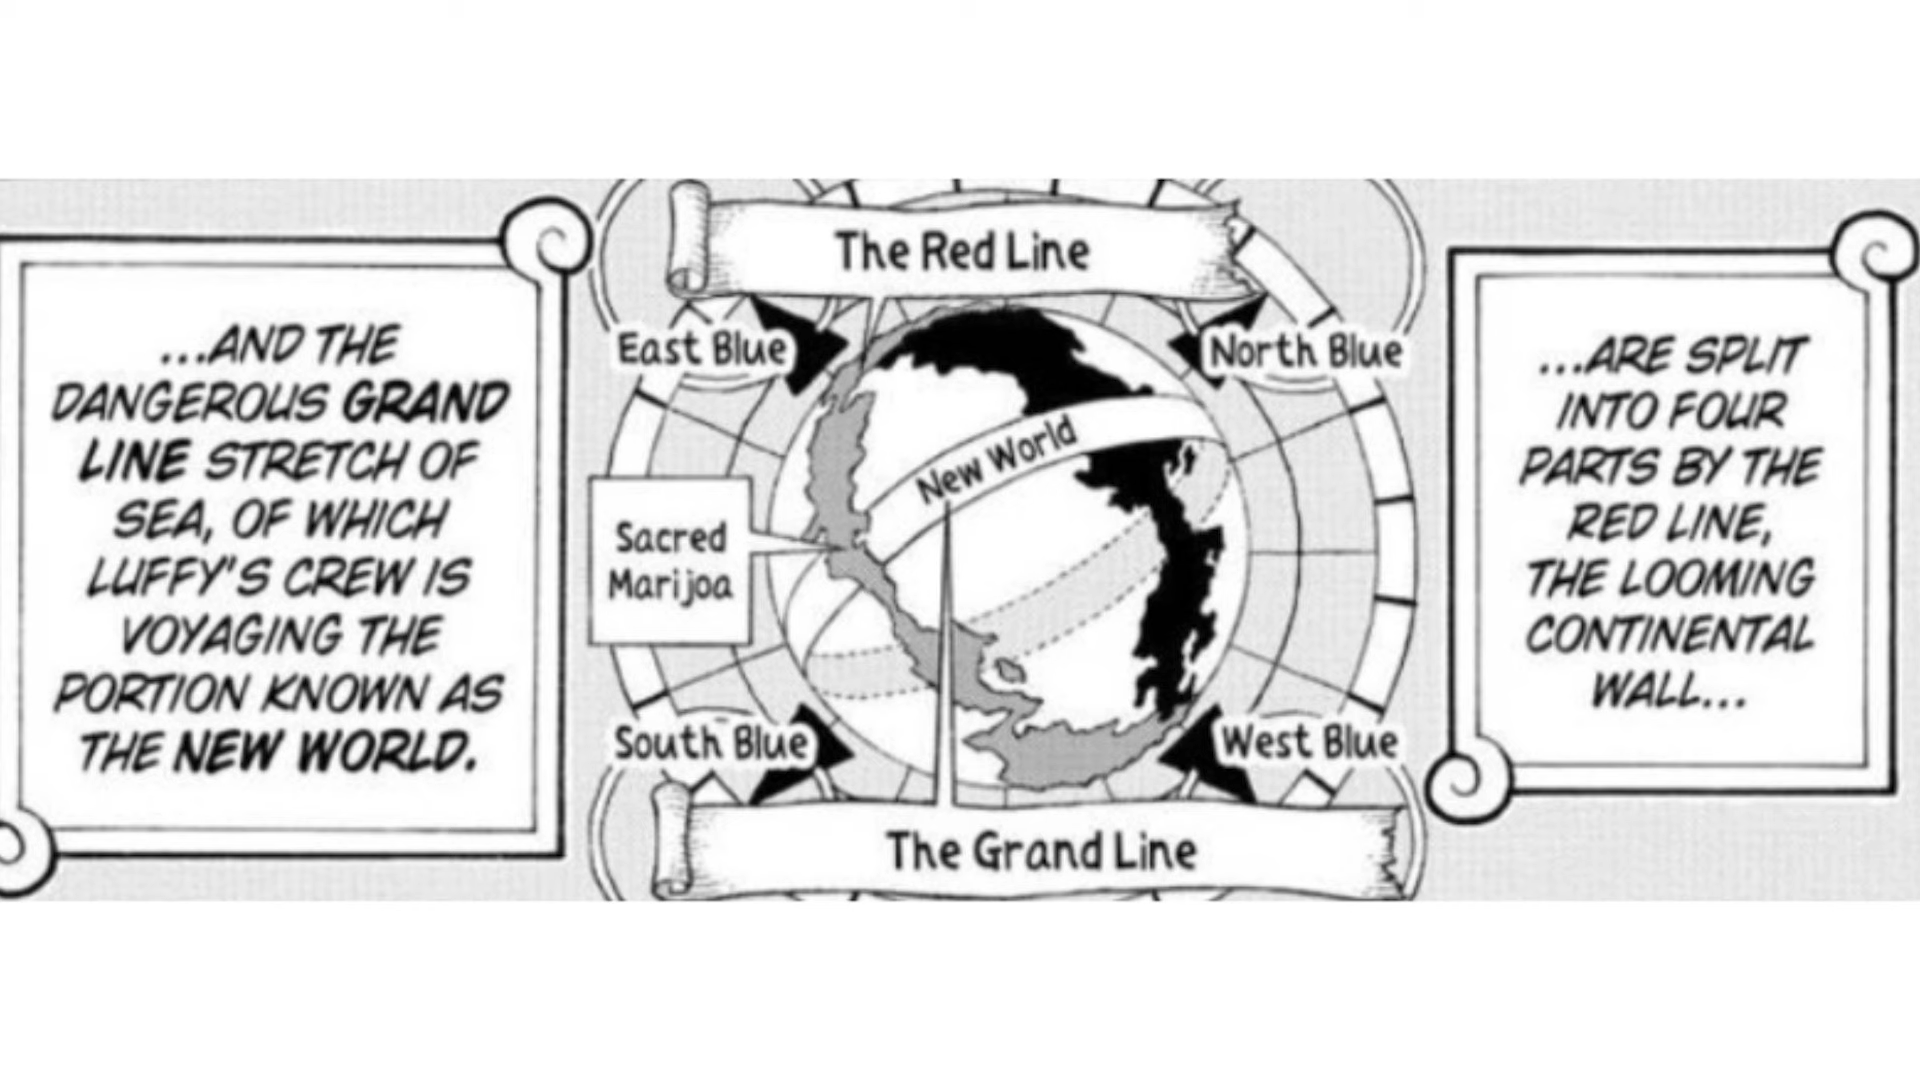 ...ARE SPLIT
INTO FOUR
PARTS BY THE
RED LINE,
THE LOOMING
CONTINENTAL
WALL...
The Red Line
East Blue
North Blue
New World
Sacred
Marijoa
South Blue
West Blue
The Grand Line
...AND THE
DANGEROUS GRAND
LINE STRETCH OF
SEA, OF WHICH
LUFFY'S CREW IS
VOYAGING THE
PORTION KNOWN AS
THE NEW WORLD.